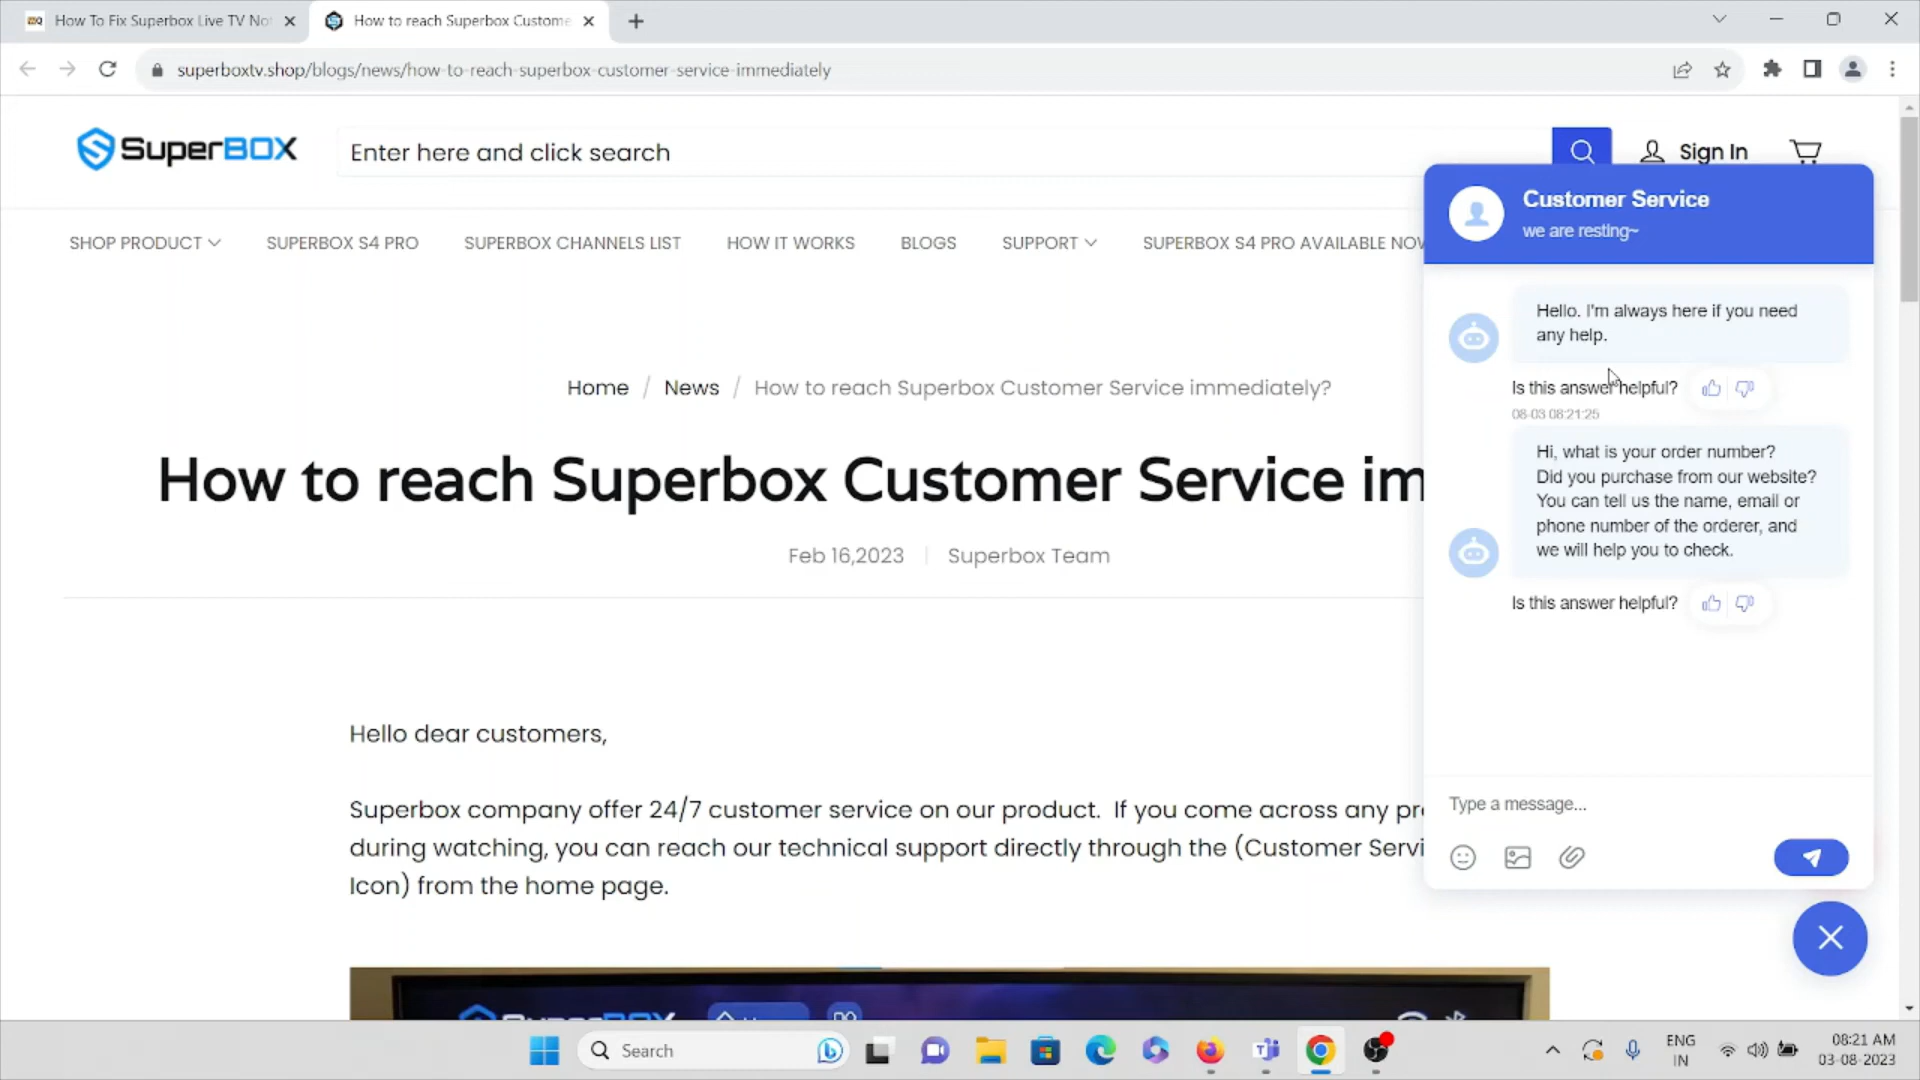 How To Fix Superbox Live TV No
How to reach Superbox Custome
superboxtv.shop/blogs/news/how-to-reach-superbox-customer-service-immediately
SuperBOX
Enter here and click search
Sign In
SHOP PRODUCT
SUPERBOX S4 PRO
SUPERBOX CHANNELS LIST
HOW IT WORKS
BLOGS
SUPPORT
SUPERBOX S4 PRO AVAILABLE NOW
Home / News / How to reach Superbox Customer Service immediately?
How to reach Superbox Customer Service im
Feb 16,2023 | Superbox Team
Hello dear customers,
Superbox company offer 24/7 customer service on our product. If you come across any pr
during watching, you can reach our technical support directly through the (Customer Servi
Icon) from the home page.
Customer Service
we are resting~
Hello. I'm always here if you need
any help.
Is this answer helpful?
08-03 08:21:25
Hi, what is your order number?
Did you purchase from our website?
You can tell us the name, email or
phone number of the orderer, and
we will help you to check.
Is this answer helpful?
Type a message...
Search
ENG
IN
08:21 AM
03-08-2023